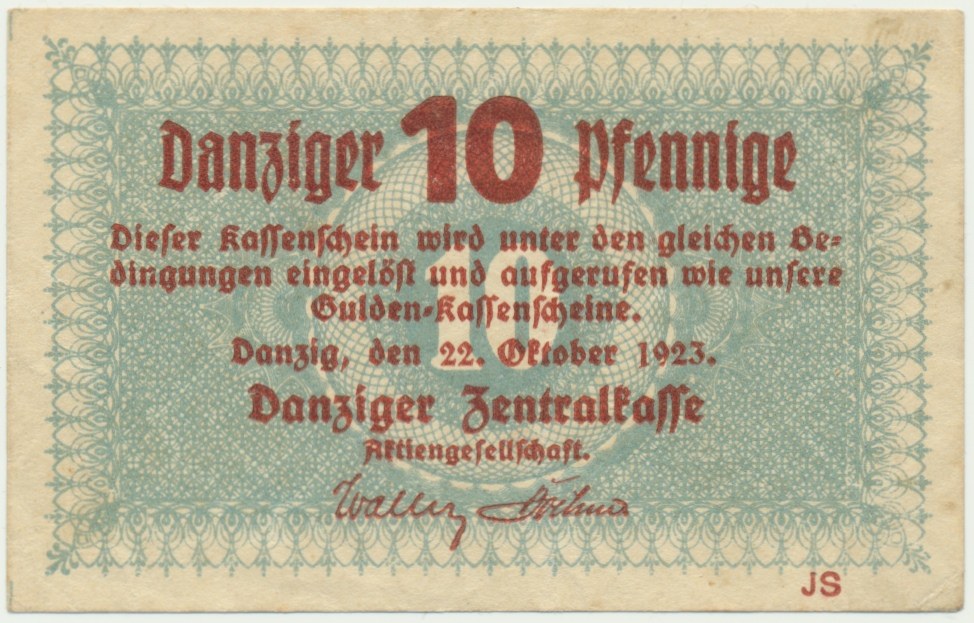 Danziger 10 Pfennige
Dieser Kassenschein wird unter den gleichen Be-
dingungen eingelöst und aufgerufen wie unsere
Gulden-Kassenscheine.
10
Danzig, den 22. Oktober 1923.
Danziger Zentralkasse
Aktiengesellschaft.
JS